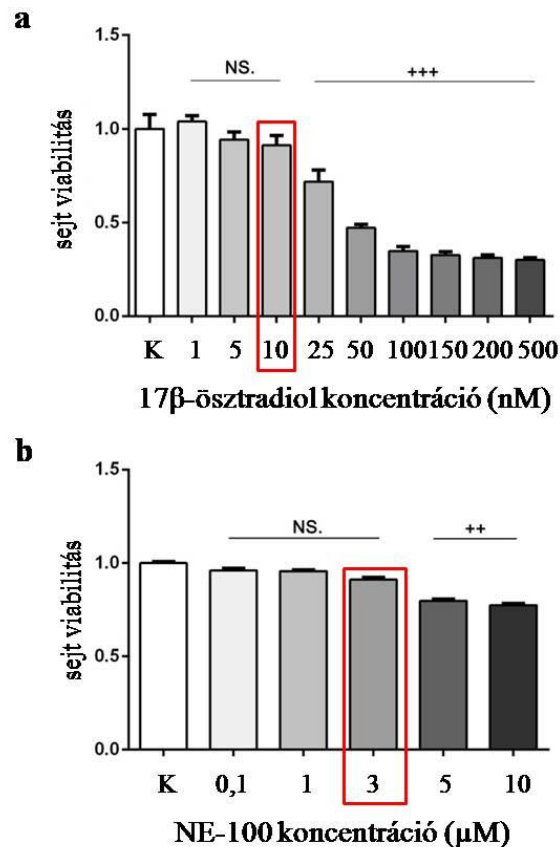 a
1.5
NS.
+++
1.0
sejt viabilitás
0.5
0.0
K 1 5 10 25 50 100 150 200 500
17β-ösztradiol koncentráció (nM)
b
1.5
NS.
++
1.0
sejt viabilitás
0.5
0.0
K 0,1 1 3 5 10
NE-100 koncentráció (µM)